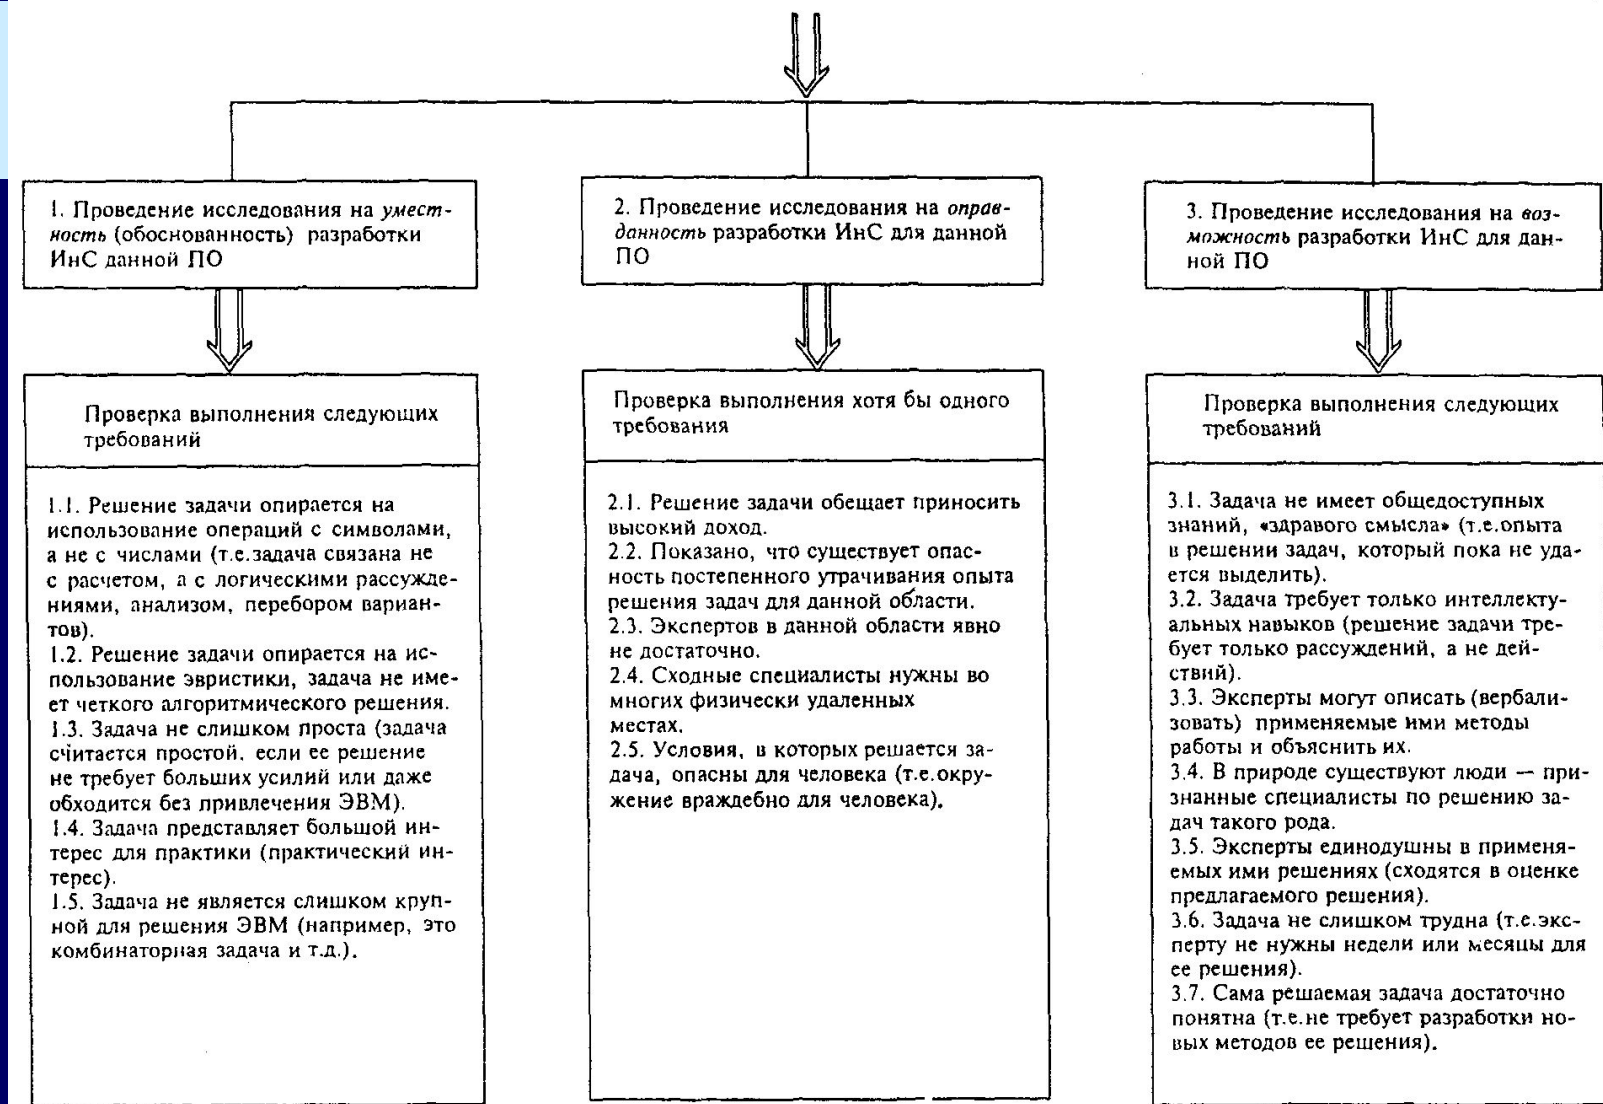 1. Проведение исследования на умест-
ность (обоснованность) разработки
ИнС данной ПО
2. Проведение исследования на оправ-
данность разработки ИнС для данной
ПО
3. Проведение исследования на воз-
можность разработки ИнС для дан-
ной ПО
Проверка выполнения следующих
требований
1.1. Решение задачи опирается на
использование операций с символами,
а не с числами (т.е.задача связана не
с расчетом, а с логическими рассужде-
ниями, анализом, перебором вариан-
тов).
1.2. Решение задачи опирается на ис-
пользование эвристики, задача не име-
ет четкого алгоритмического решения.
1.3. Задача не слишком проста (задача
считается простой, если ее решение
не требует больших усилий или даже
обходится без привлечения ЭВМ).
1.4. Задача представляет большой ин-
терес для практики (практический ин-
терес).
1.5. Задача не является слишком круп-
ной для решения ЭВМ (например, это
комбинаторная задача и т.д.).
Проверка выполнения хотя бы одного
требования
2.1. Решение задачи обещает приносить
высокий доход.
2.2. Показано, что существует опас-
ность постепенного утрачивания опыта
решения задач для данной области.
2.3. Экспертов в данной области явно
не достаточно.
2.4. Сходные специалисты нужны во
многих физически удаленных
местах.
2.5. Условия, в которых решается за-
дача, опасны для человека (т.е.окру-
жение враждебно для человека).
Проверка выполнения следующих
требований
3.1. Задача не имеет общедоступных
знаний, «здравого смысла» (т.е.опыта
в решении задач, который пока не уда-
ется выделить).
3.2. Задача требует только интеллекту-
альных навыков (решение задачи тре-
бует только рассуждений, а не дей-
ствий).
3.3. Эксперты могут описать (вербали-
зовать) применяемые ими методы
работы и объяснить их.
3.4. В природе существуют люди — при-
знанные специалисты по решению за-
дач такого рода.
3.5. Эксперты единодушны в применя-
емых ими решениях (сходятся в оценке
предлагаемого решения).
3.6. Задача не слишком трудна (т.е.экс-
перту не нужны недели или месяцы для
ее решения).
3.7. Сама решаемая задача достаточно
понятна (т.е.не требует разработки но-
вых методов ее решения).